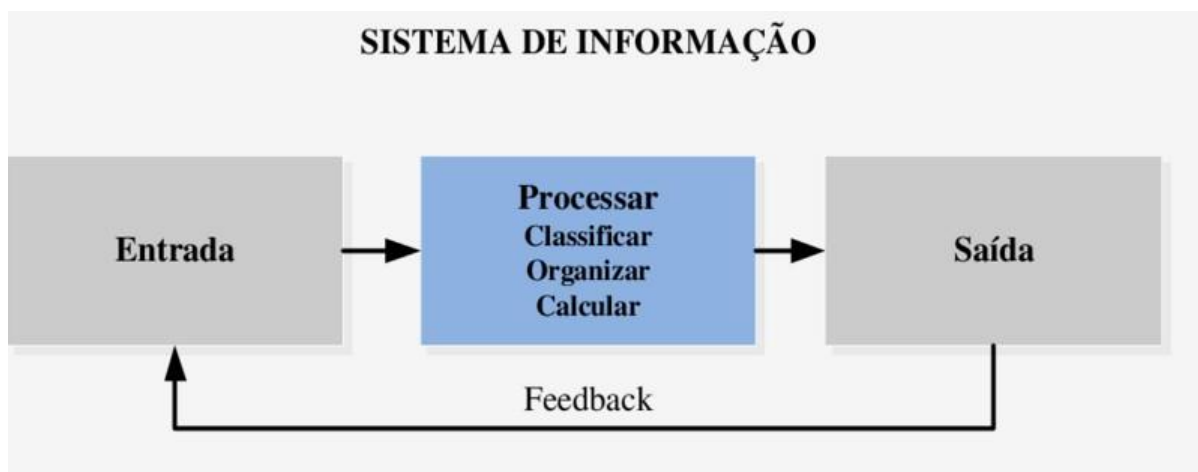 SISTEMA DE INFORMAÇÃO
Entrada
Processar
Classificar
Organizar
Calcular
Saída
Feedback